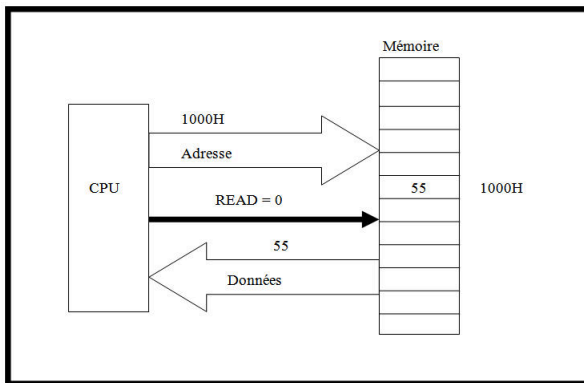 Mémoire
1000H
Adresse
CPU
55
1000H
READ = 0
55
Données